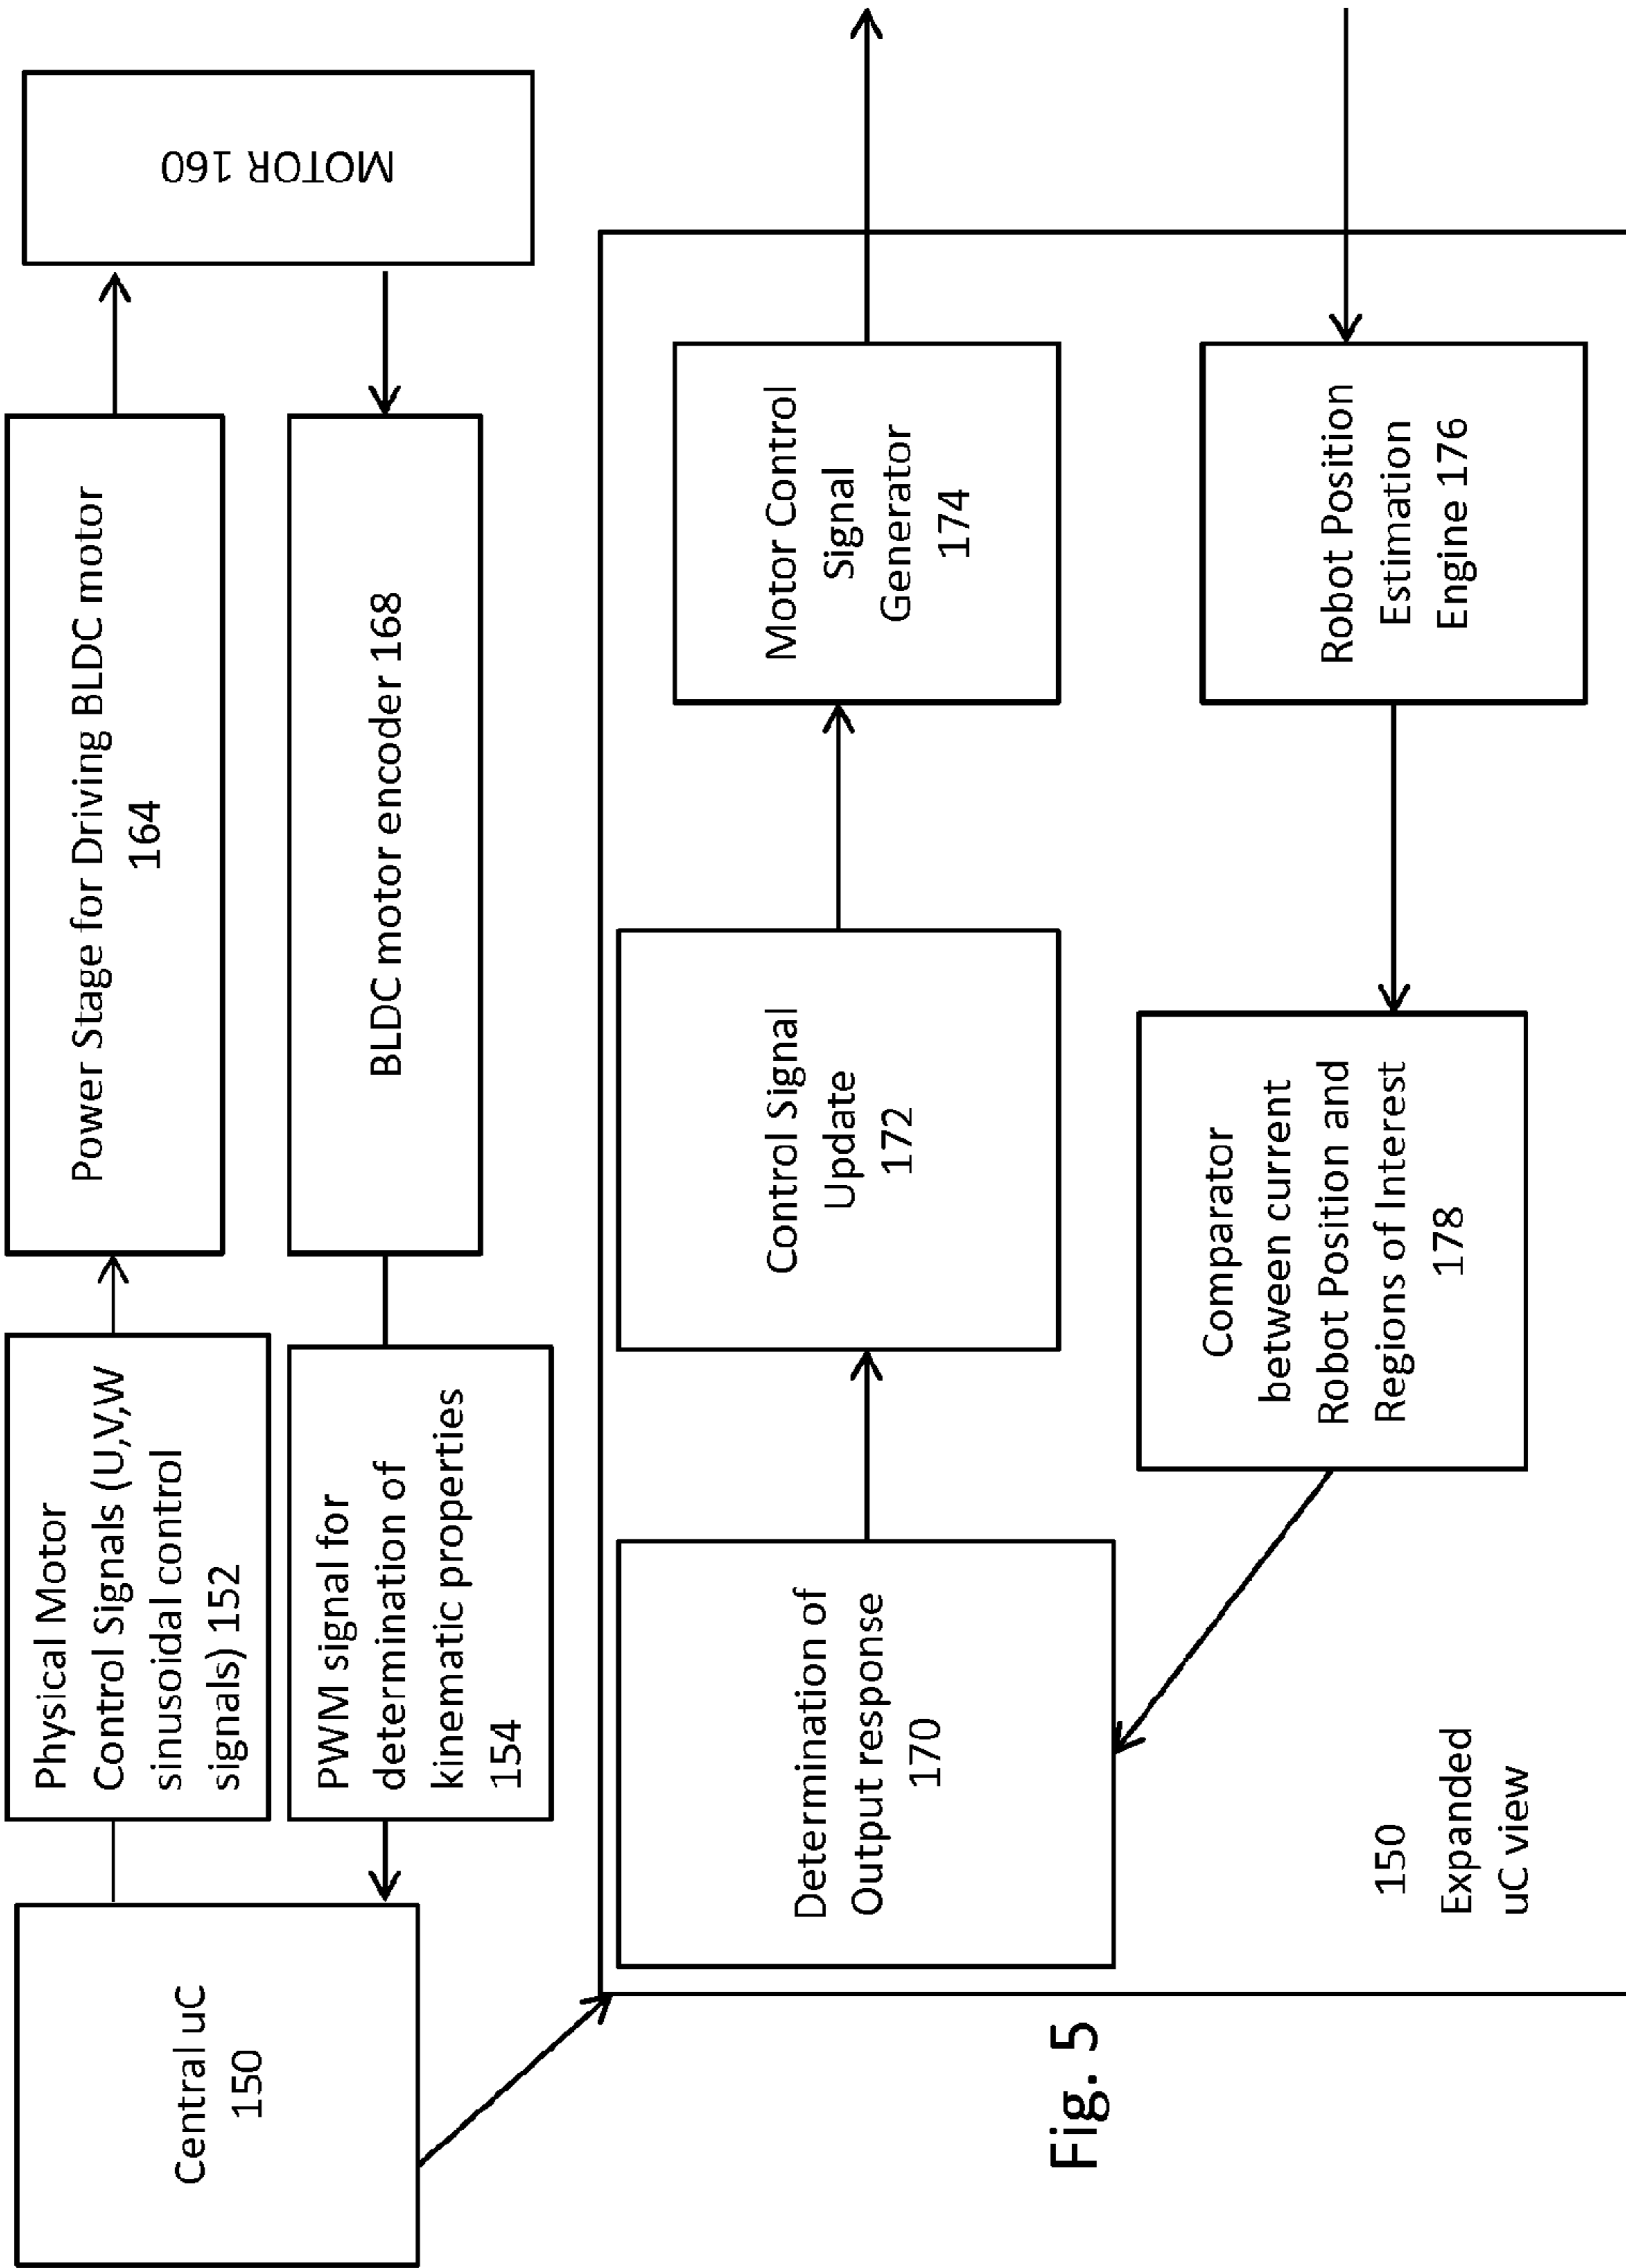 Central uC
150
Physical Motor
Control Signals (U,V,W
sinusoidal control
signals) 152
Power Stage for Driving BLDC motor
164
MOTOR 160
PWM signal for
determination of
kinematic properties
154
BLDC motor encoder 168
Determination of
Output response
170
Control Signal
Update
172
Motor Control
Signal
Generator
174
Comparator
between current
Robot Position and
Regions of Interest
178
Robot Position
Estimation
Engine 176
150
Expanded
uC view
Fig. 5